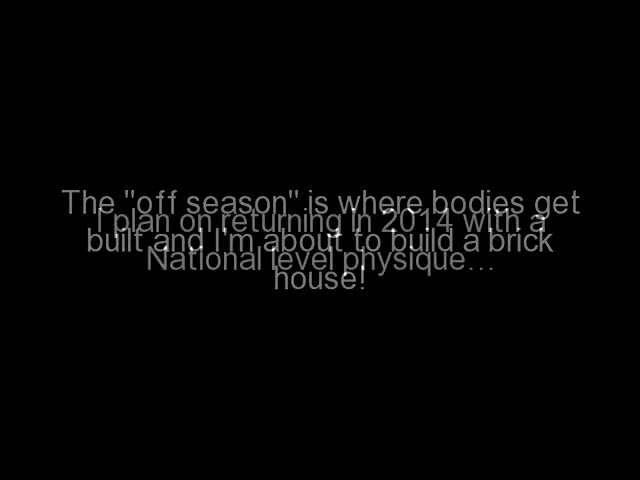 The "off season" is where bodies get
I plan on returning in 2014 with a
built and I'm about to build a brick
National level physique...
house!